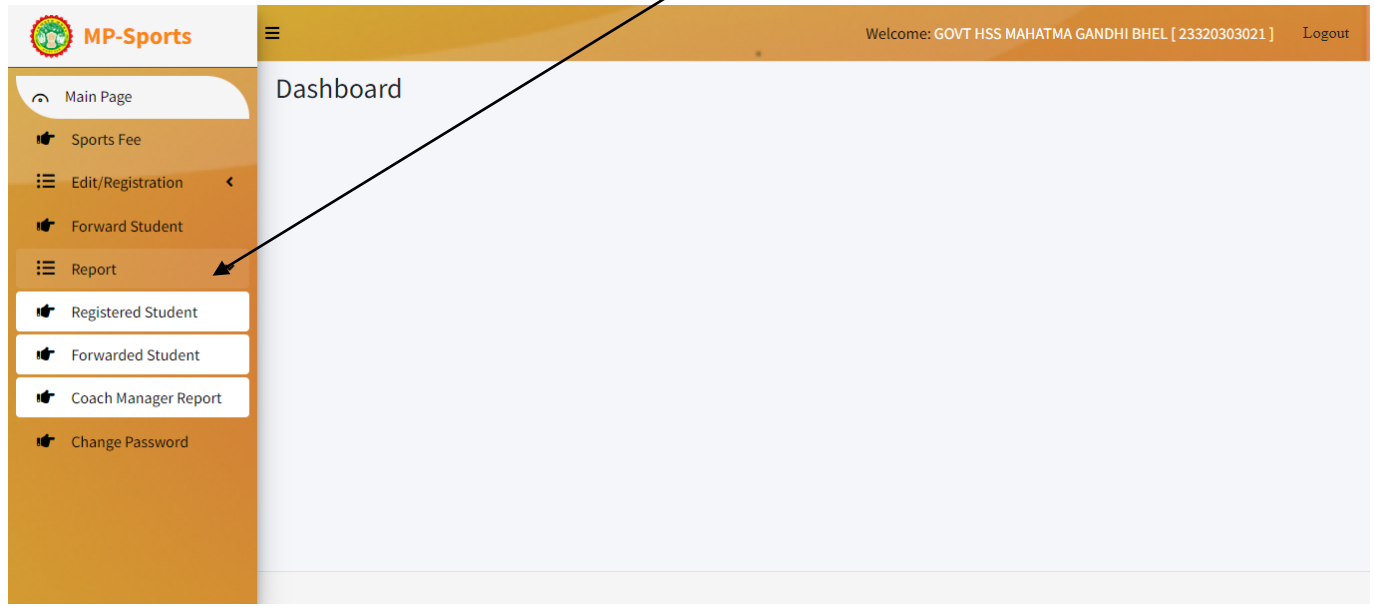 MP-Sports
Welcome: GOVT HSS MAHATMA GANDHI BHEL [ 23320303021 ] Logout
Main Page
Dashboard
Sports Fee
Edit/Registration
Forward Student
Report
Registered Student
Forwarded Student
Coach Manager Report
Change Password